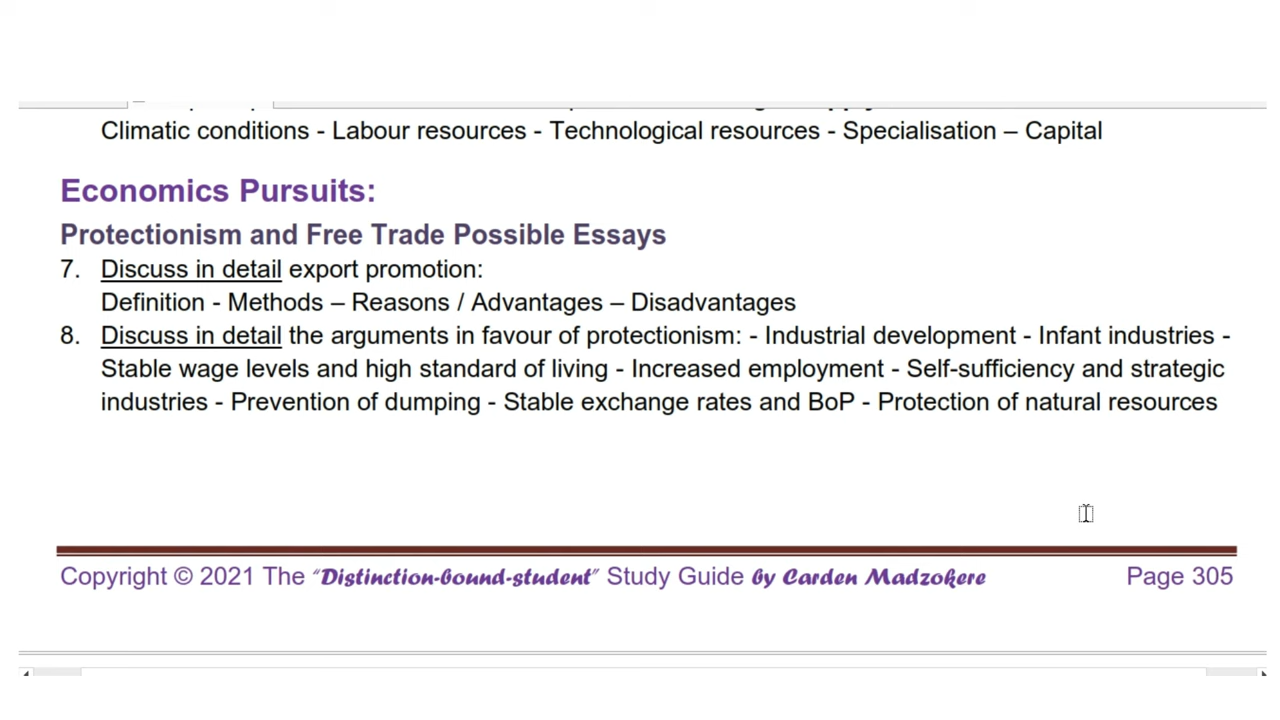 Climatic conditions - Labour resources - Technological resources - Specialisation – Capital
Economics Pursuits:
Protectionism and Free Trade Possible Essays
7. Discuss in detail export promotion:
Definition - Methods – Reasons / Advantages – Disadvantages
8. Discuss in detail the arguments in favour of protectionism: - Industrial development - Infant industries -
Stable wage levels and high standard of living - Increased employment - Self-sufficiency and strategic
industries - Prevention of dumping - Stable exchange rates and BoP - Protection of natural resources
Copyright © 2021 The "Distinction-bound-student" Study Guide by Carden Madzokere Page 305